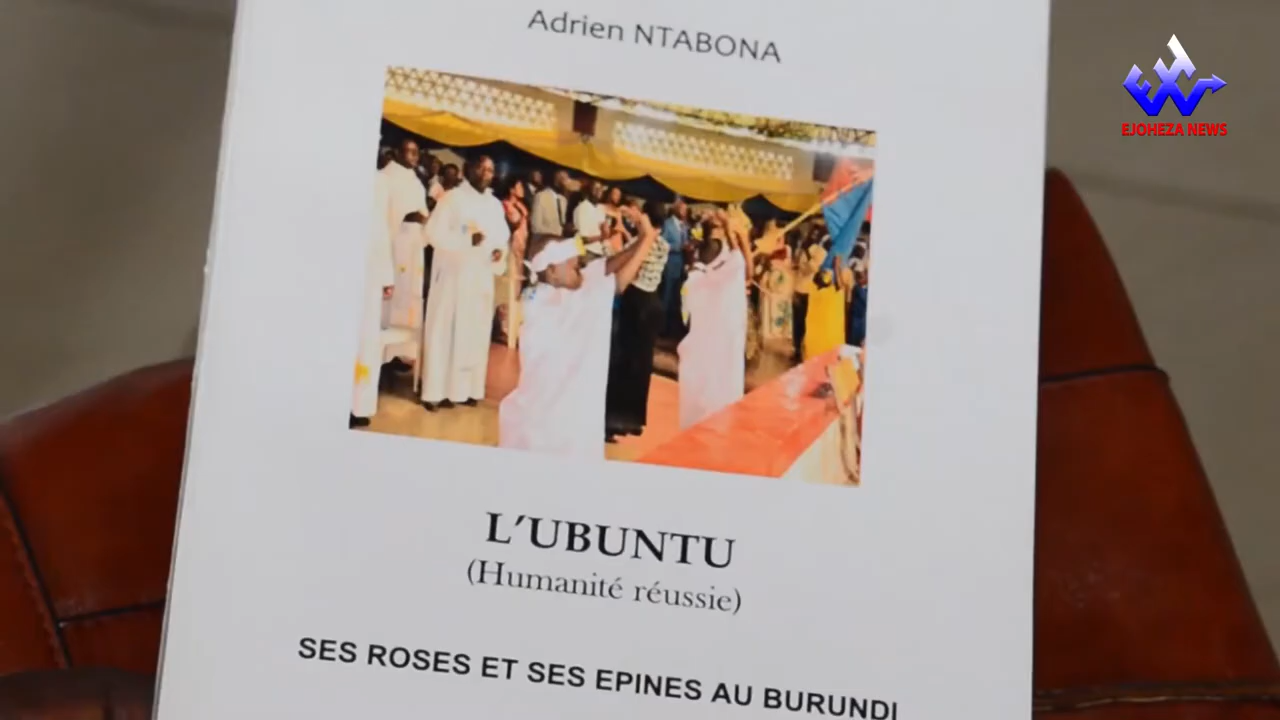 Adrien NTABONA
EJOHEZA NEWS
L'UBUNTU
(Humanité réussie)
SES ROSES ET SES EPINES AU BURUNDI